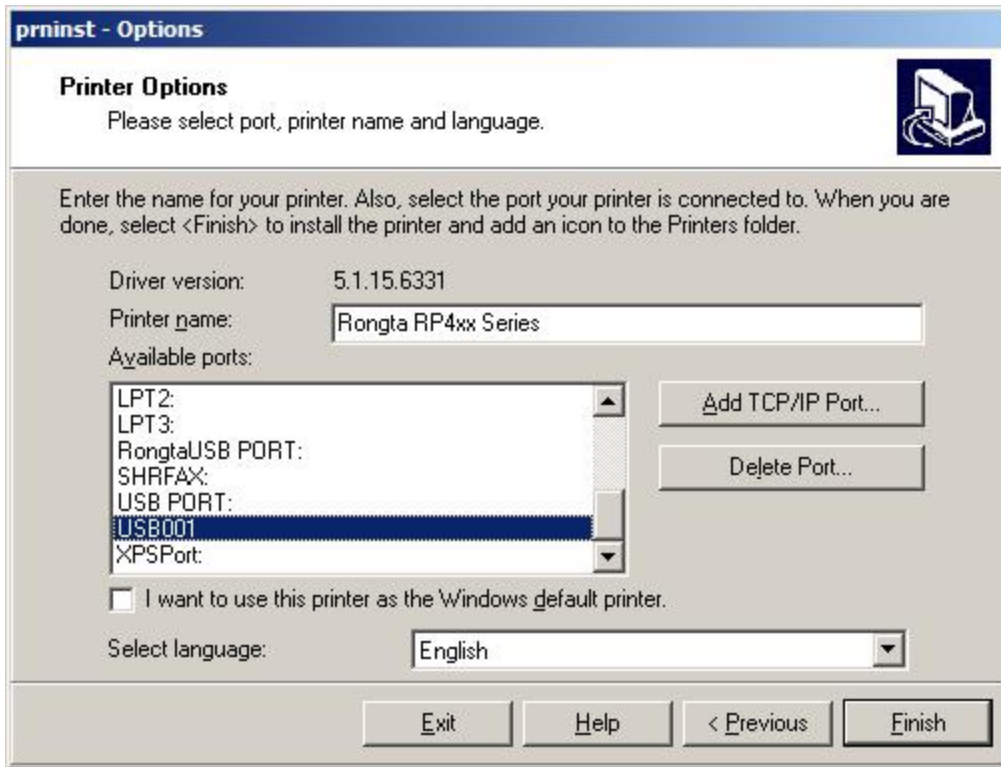 prninst - Options
Printer Options
Please select port, printer name and language.
Enter the name for your printer. Also, select the port your printer is connected to. When you are
done, select <Finish> to install the printer and add an icon to the Printers folder.
Driver version: 5.1.15.6331
Printer name: Rongta RP4xx Series
Available ports:
LPT2:
LPT3:
RongtaUSB PORT:
SHRFAX:
USB PORT:
USB001
XPSPort:
Add TCP/IP Port...
Delete Port...
I want to use this printer as the Windows default printer.
Select language: English
Exit Help < Previous Finish